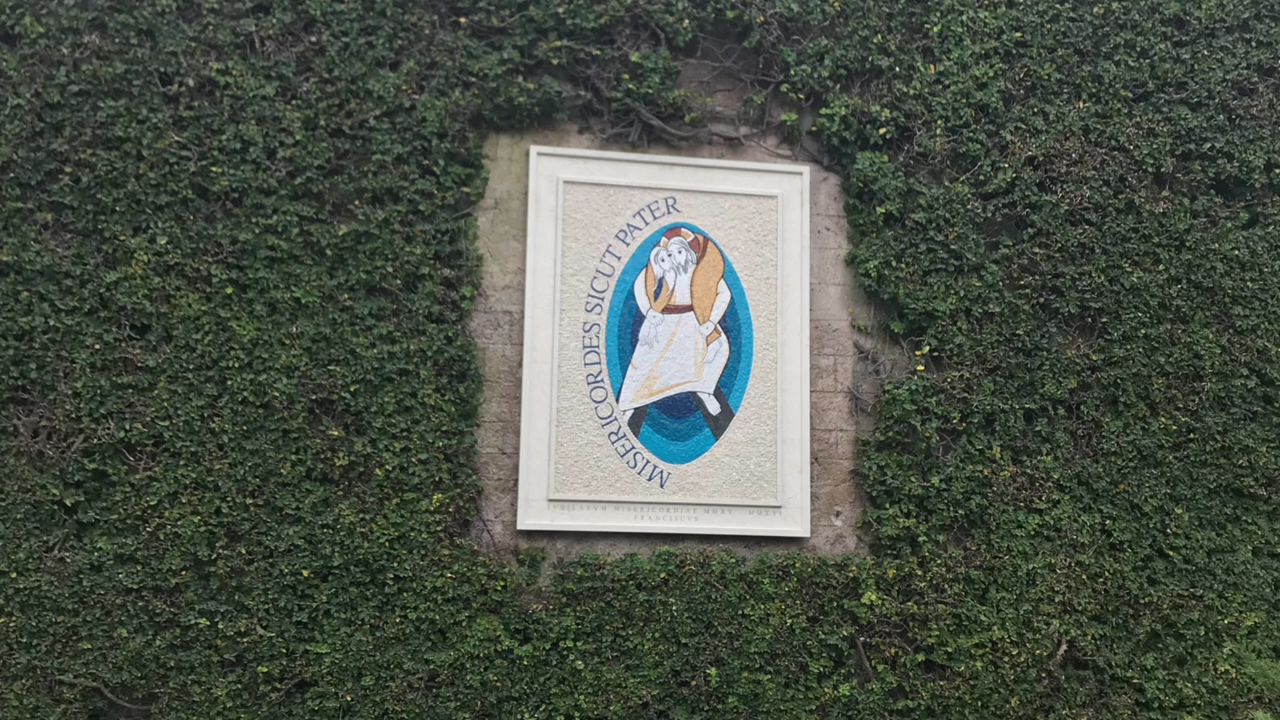 MISERICORDES SICUT PATER
IVBILAEVM MISERICORDIAE MMXV - MMXVI
FRANCISCVS